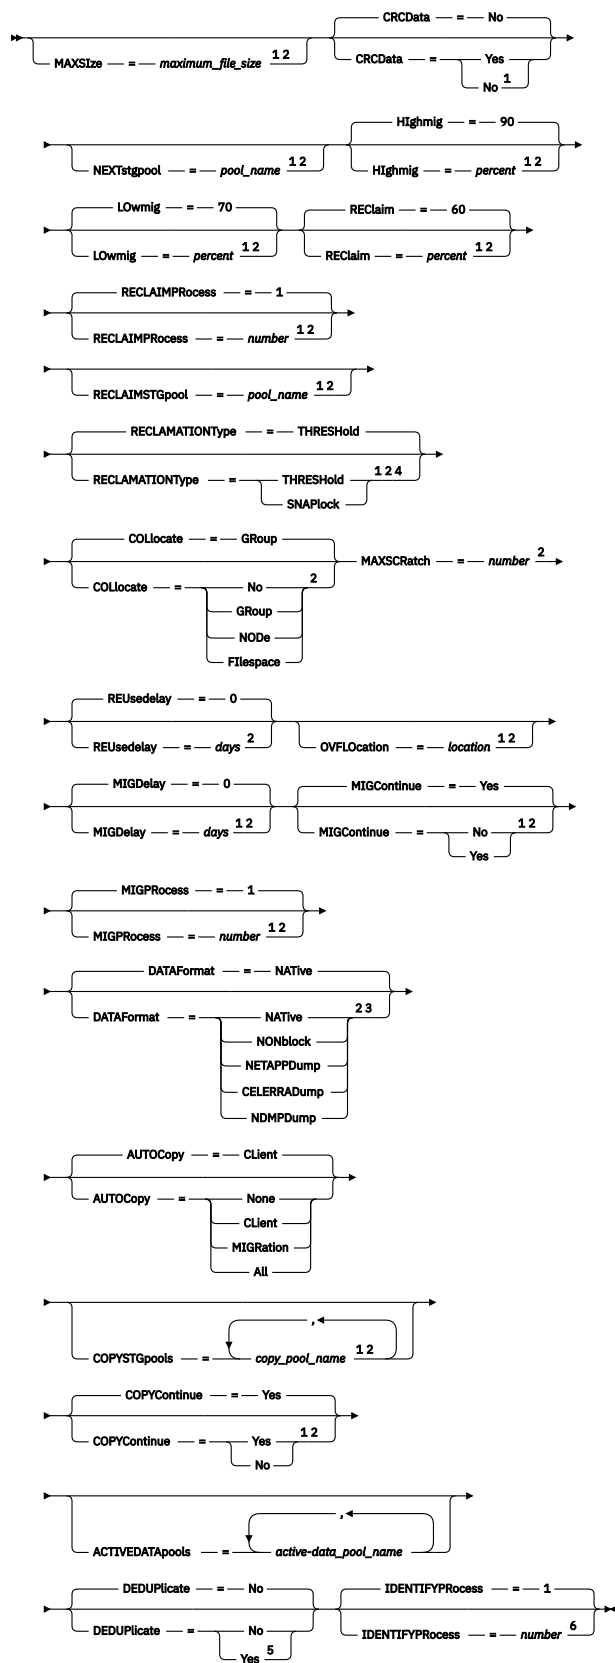 CRCData = No
MAXSIze = maximum_file_size 1 2 CRCData = Yes
No 1
HIghmig = 90
NEXTstgpool = pool_name 1 2 HIghmig = percent 1 2
LOwmig = 70 REClaim = 60
LOwmig = percent 1 2 REClaim = percent 1 2
RECLAIMPRocess = 1
RECLAIMPRocess = number 1 2
RECLAIMSTGpool = pool_name 1 2
RECLAMATIONType = THRESHold
RECLAMATIONType = THRESHold 1 2 4
SNAPlock
COLlocate = GRoup
MAXSCRatch = number 2
COLlocate = No 2
GRoup
NODe
FIlespace
REUsedelay = 0
REUsedelay = days 2 OVFLOcation = location 1 2
MIGDelay = 0 MIGContinue = Yes
MIGDelay = days 1 2 MIGContinue = No 1 2
Yes
MIGPRocess = 1
MIGPRocess = number 1 2
DATAFormat = NATive
DATAFormat = NATive 2 3
NONblock
NETAPPDump
CELERRADump
NDMPDump
AUTOCopy = CLient
AUTOCopy = None
CLient
MIGRation
All
,
COPYSTGpools = copy_pool_name 1 2
COPYContinue = Yes
COPYContinue = Yes 1 2
No
,
ACTIVEDATApools = active-data_pool_name
DEDUPlicate = No IDENTIFYPRocess = 1
DEDUPlicate = No IDENTIFYPRocess = number 6
Yes 5